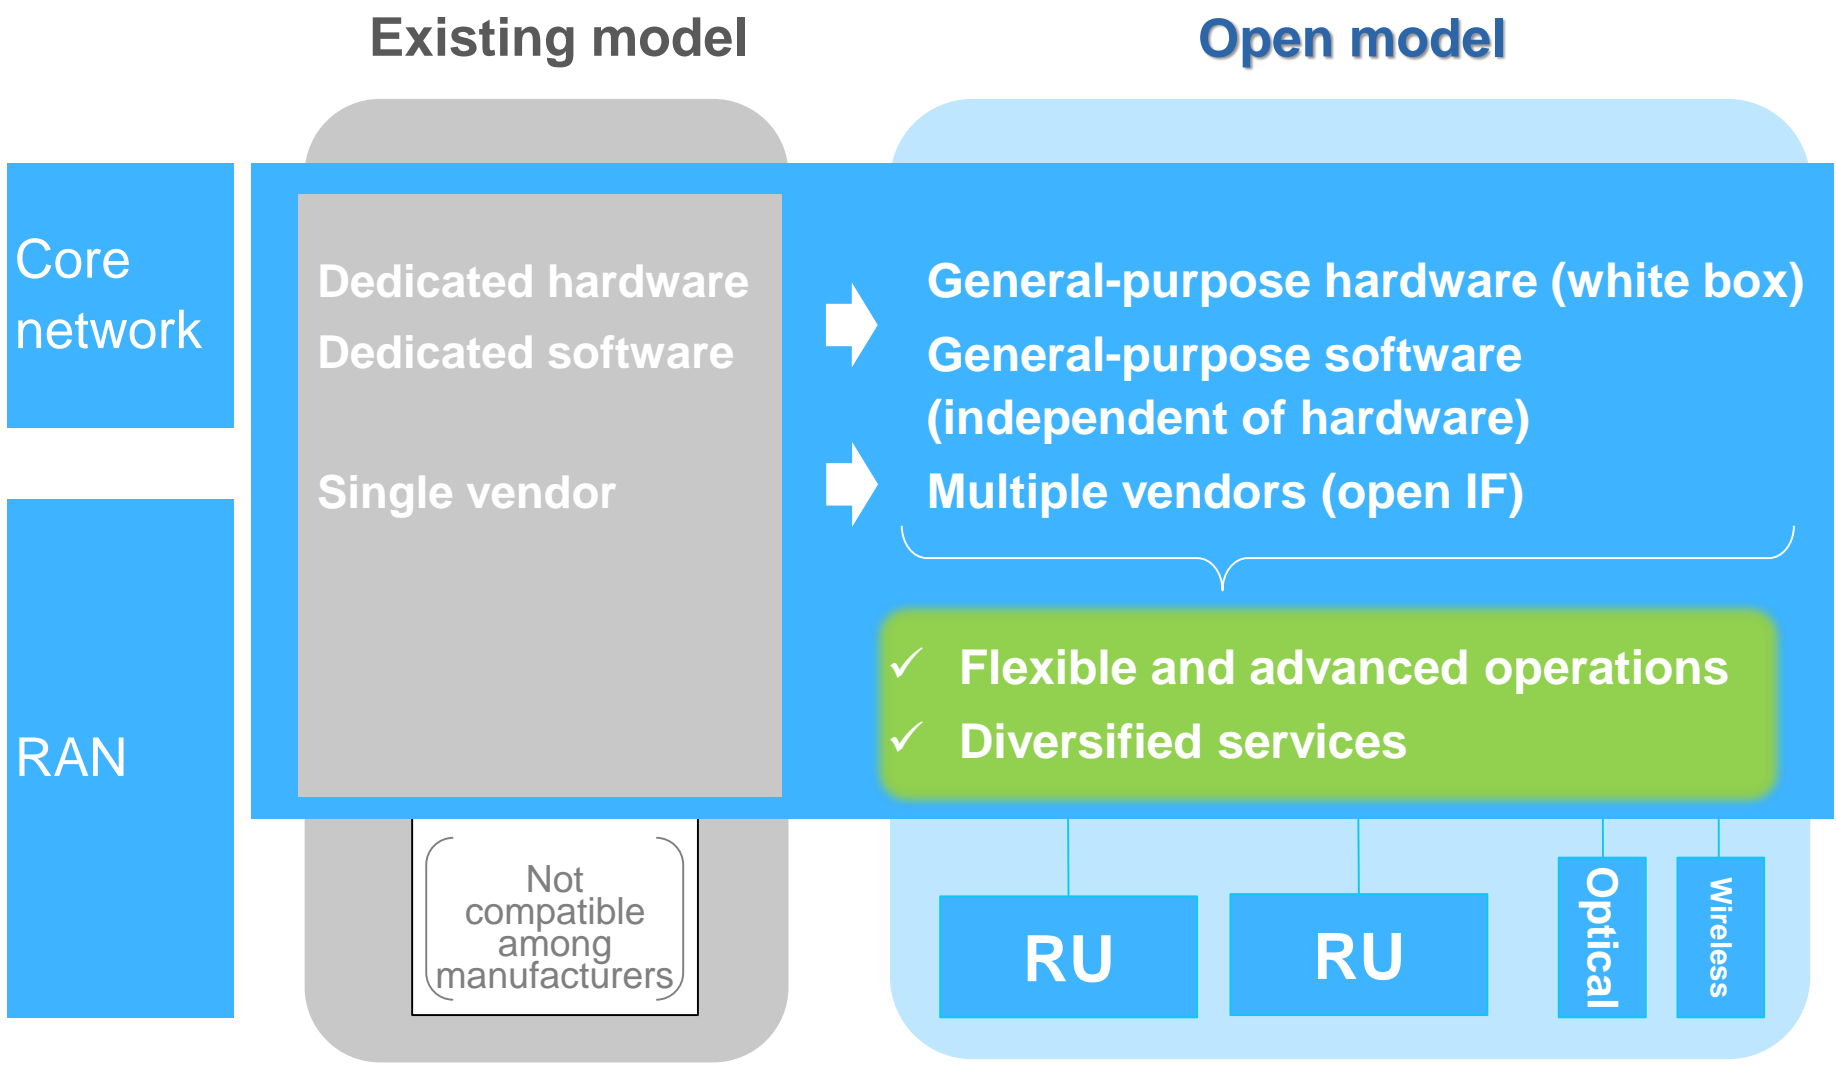 Existing model
Open model
Core
network
Dedicated hardware
Dedicated software
Single vendor
General-purpose hardware (white box)
General-purpose software
(independent of hardware)
Multiple vendors (open IF)
✓ Flexible and advanced operations
✓ Diversified services
RAN
Not
compatible
among
manufacturers
RU
RU
Optical
Wireless